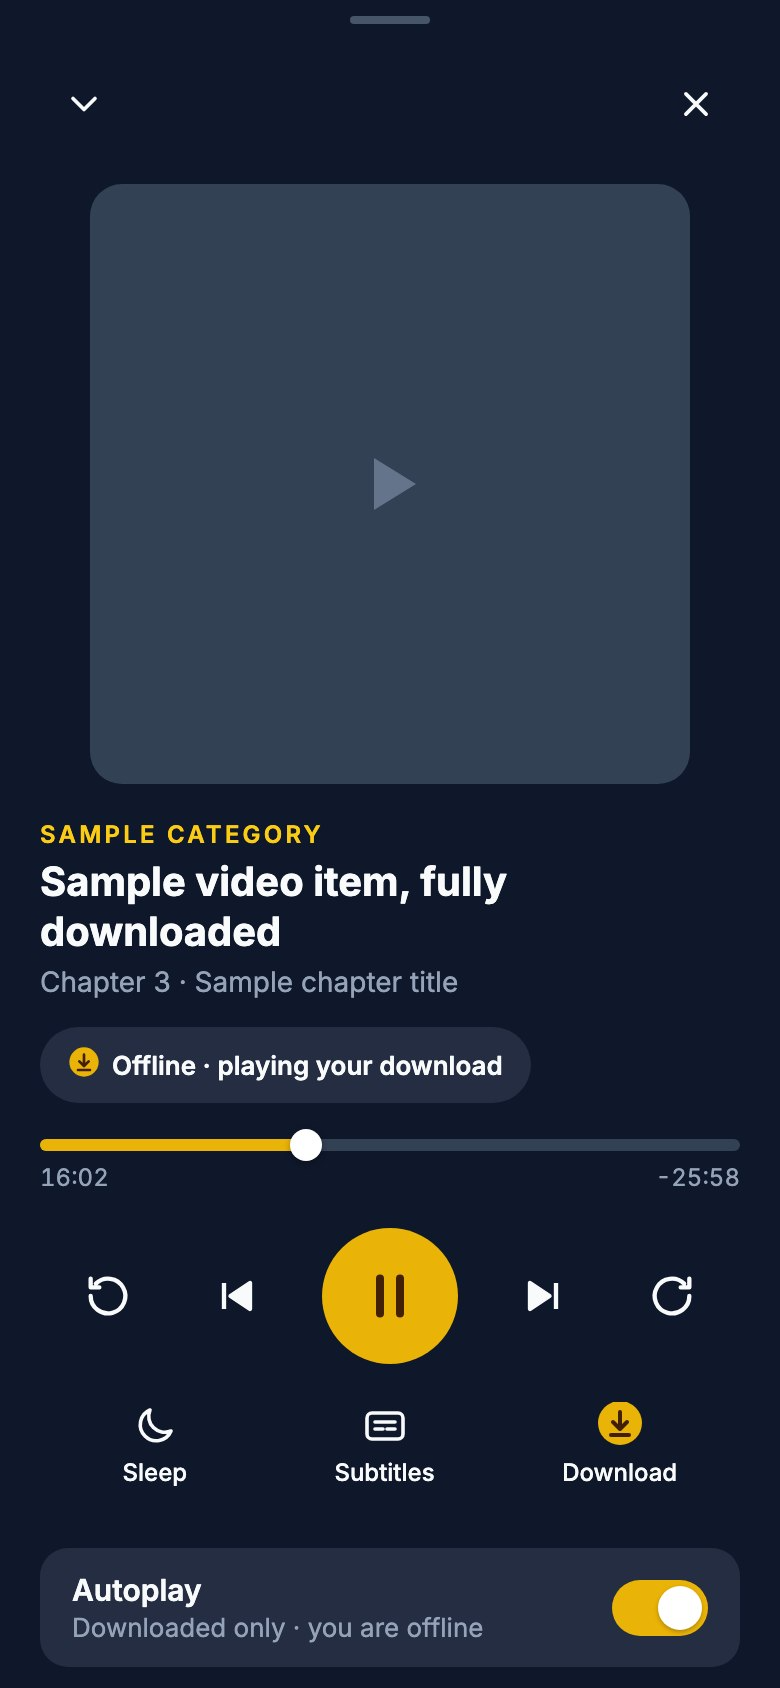 SAMPLE CATEGORY
Sample video item, fully
downloaded
Chapter 3 · Sample chapter title
Offline · playing your download
16:02
-25:58
Sleep
Subtitles
Download
Autoplay
Downloaded only · you are offline